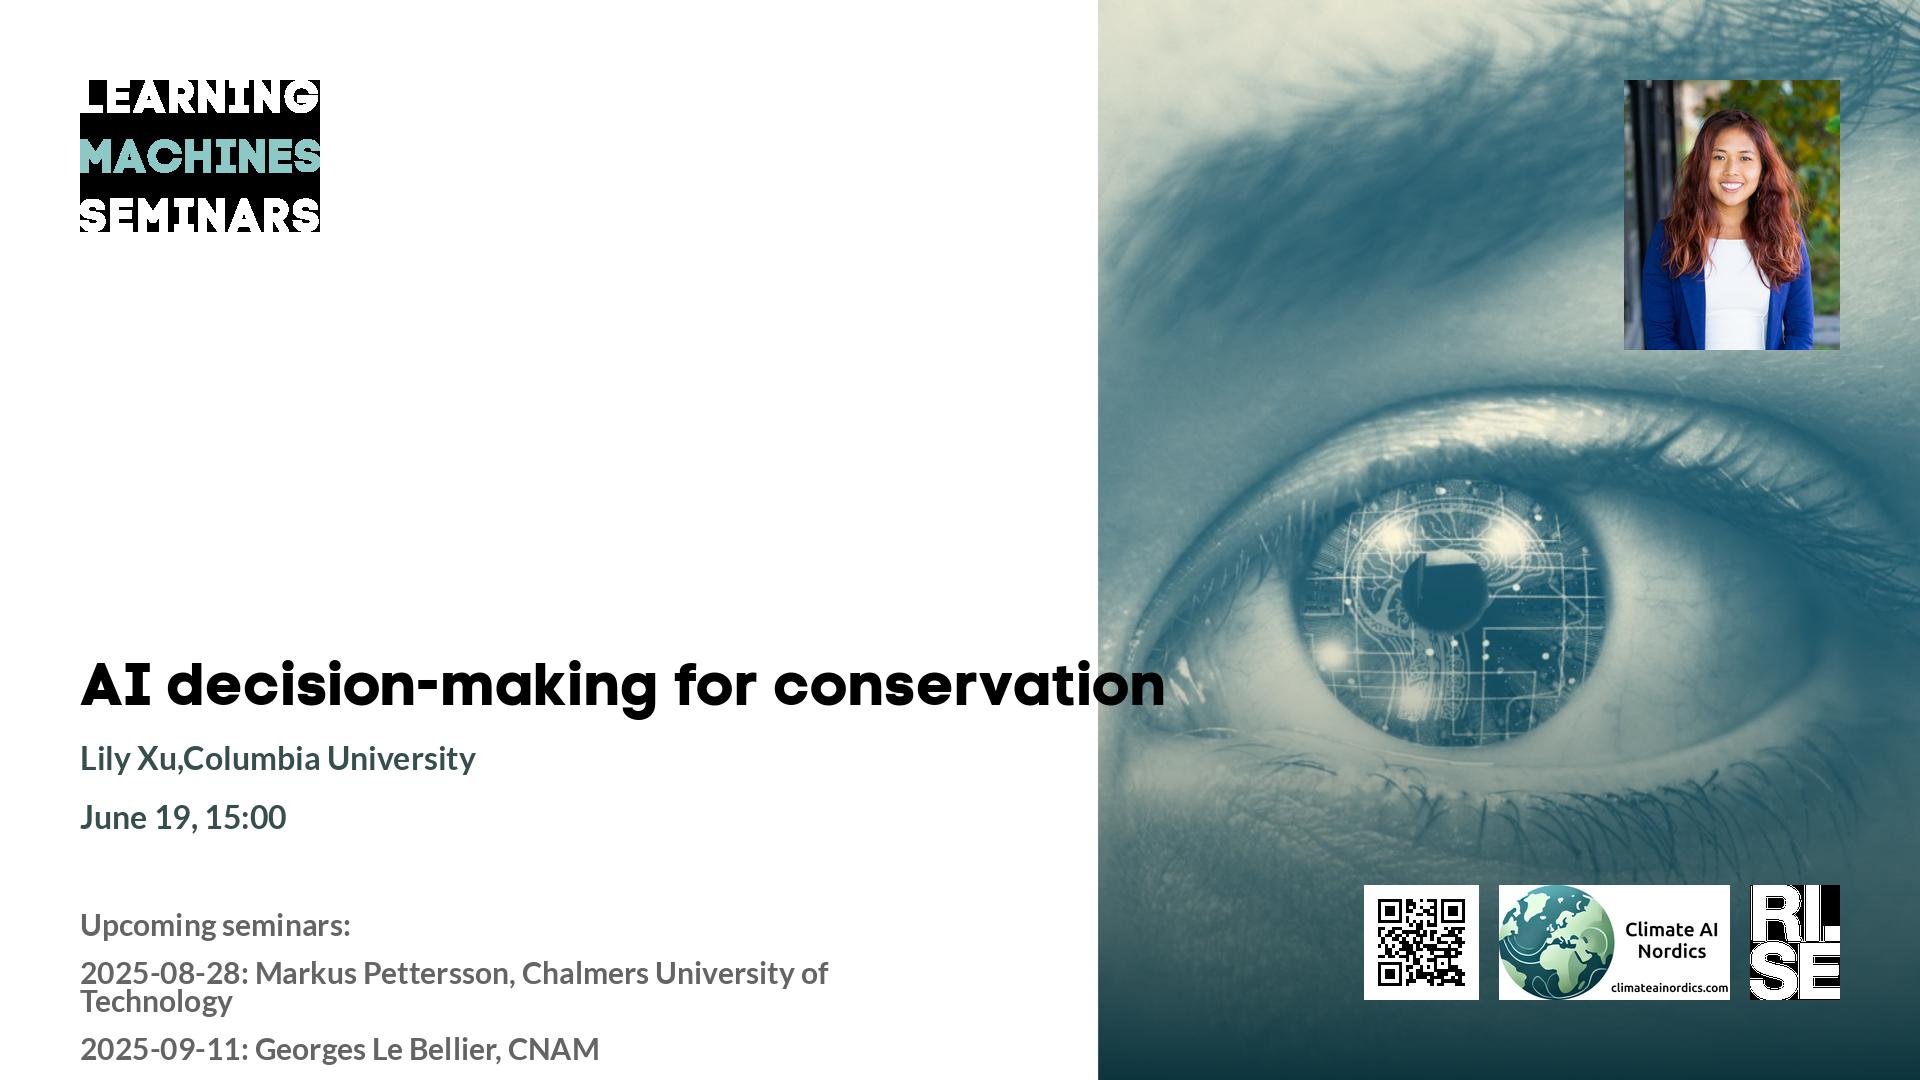 LEARNING
MACHINES
SEMINARS
AI decision-making for conservation
Lily Xu,Columbia University
June 19, 15:00
Upcoming seminars:
2025-08-28: Markus Pettersson, Chalmers University of
Technology
2025-09-11: Georges Le Bellier, CNAM
Climate AI
Nordics
climateainordics.com
RI.
SE